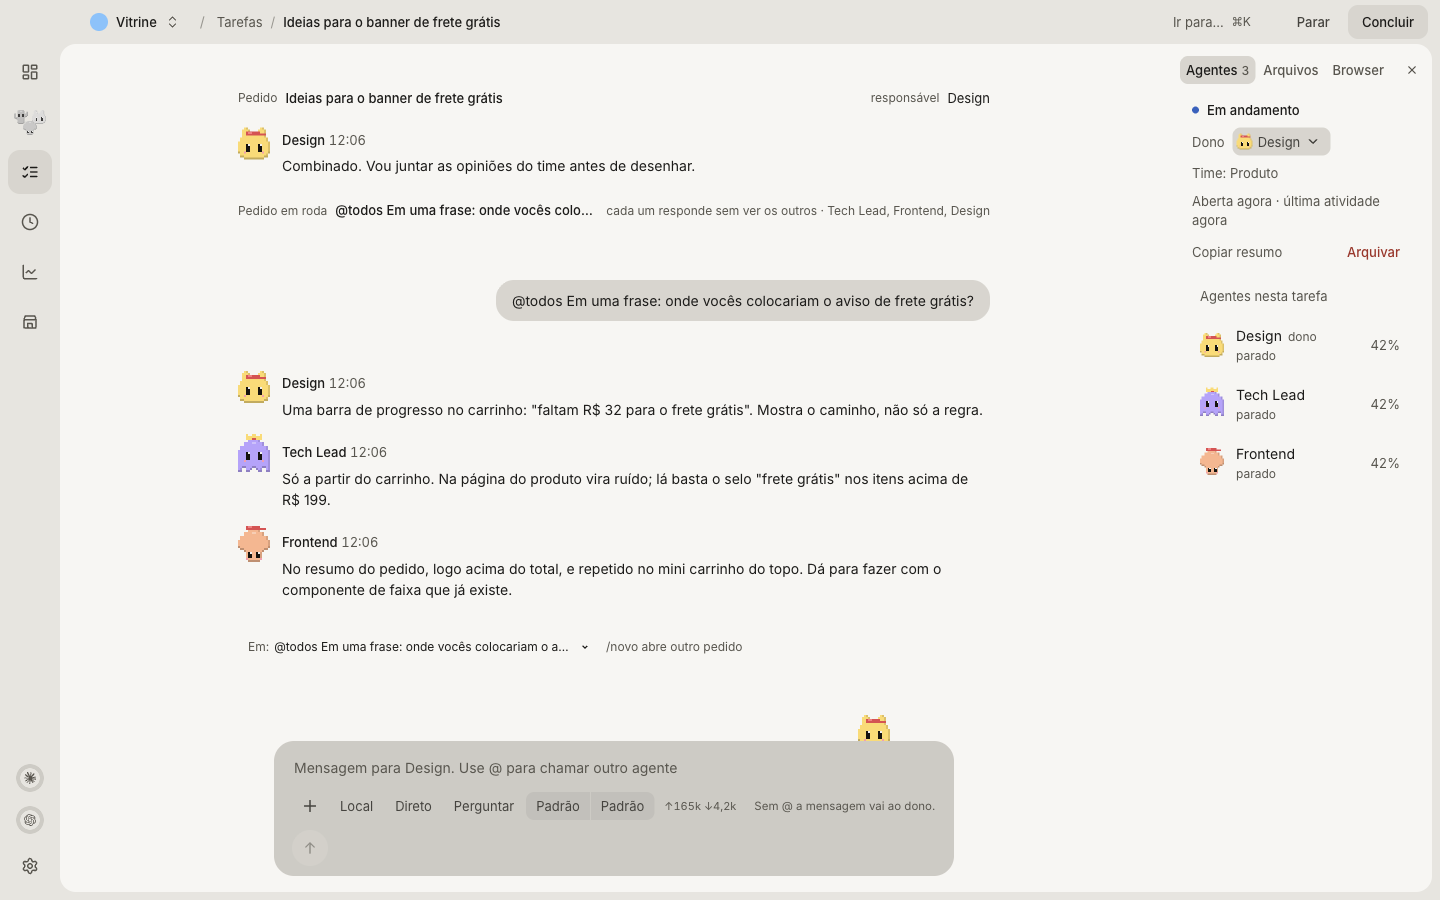 Vitrine / Tarefas / Ideias para o banner de frete grátis
Ir para... ⌘K Parar Concluir
Agentes 3 Arquivos Browser ×
Pedido Ideias para o banner de frete grátis responsável Design
Design 12:06
Combinado. Vou juntar as opiniões do time antes de desenhar.
Pedido em roda @todos Em uma frase: onde vocês colo... cada um responde sem ver os outros · Tech Lead, Frontend, Design
@todos Em uma frase: onde vocês colocariam o aviso de frete grátis?
Design 12:06
Uma barra de progresso no carrinho: "faltam R$ 32 para o frete grátis". Mostra o caminho, não só a regra.
Tech Lead 12:06
Só a partir do carrinho. Na página do produto vira ruído; lá basta o selo "frete grátis" nos itens acima de
R$ 199.
Frontend 12:06
No resumo do pedido, logo acima do total, e repetido no mini carrinho do topo. Dá para fazer com o
componente de faixa que já existe.
Em: @todos Em uma frase: onde vocês colocariam o a... /novo abre outro pedido
Mensagem para Design. Use @ para chamar outro agente
Local Direto Perguntar Padrão Padrão ↑165k ↓4,2k Sem @ a mensagem vai ao dono.
Em andamento
Dono Design
Time: Produto
Aberta agora · última atividade
agora
Copiar resumo Arquivar
Agentes nesta tarefa
Design dono
parado
42%
Tech Lead
parado
42%
Frontend
parado
42%